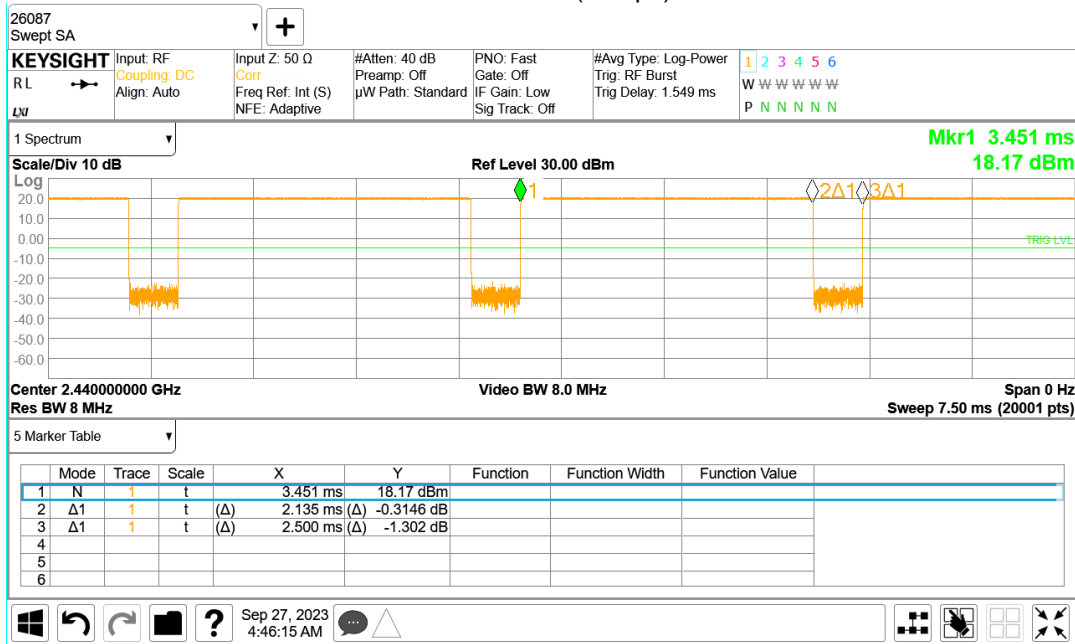 26087
Swept SA
+
KEYSIGHT
R L
LXI
Input: RF
Coupling: DC
Align: Auto
Input Z: 50 Ω
Corr
Freq Ref: Int (S)
NFE: Adaptive
#Atten: 40 dB
Preamp: Off
µW Path: Standard
PNO: Fast
Gate: Off
IF Gain: Low
Sig Track: Off
#Avg Type: Log-Power
Trig: RF Burst
Trig Delay: 1.549 ms
1 2 3 4 5 6
W W W W W W
P N N N N N
1 Spectrum
Mkr1 3.451 ms
18.17 dBm
Scale/Div 10 dB
Ref Level 30.00 dBm
Log
1
2Δ1
3Δ1
20.0
10.0
0.00
TRIG LVL
-10.0
-20.0
-30.0
-40.0
-50.0
-60.0
Center 2.440000000 GHz
Video BW 8.0 MHz
Span 0 Hz
Res BW 8 MHz
Sweep 7.50 ms (20001 pts)
5 Marker Table
Mode Trace Scale X Y Function Function Width Function Value
1 N 1 t 3.451 ms 18.17 dBm
2 Δ1 1 t (Δ) 2.135 ms (Δ) -0.3146 dB
3 Δ1 1 t (Δ) 2.500 ms (Δ) -1.302 dB
4
5
6
?
Sep 27, 2023
4:46:15 AM